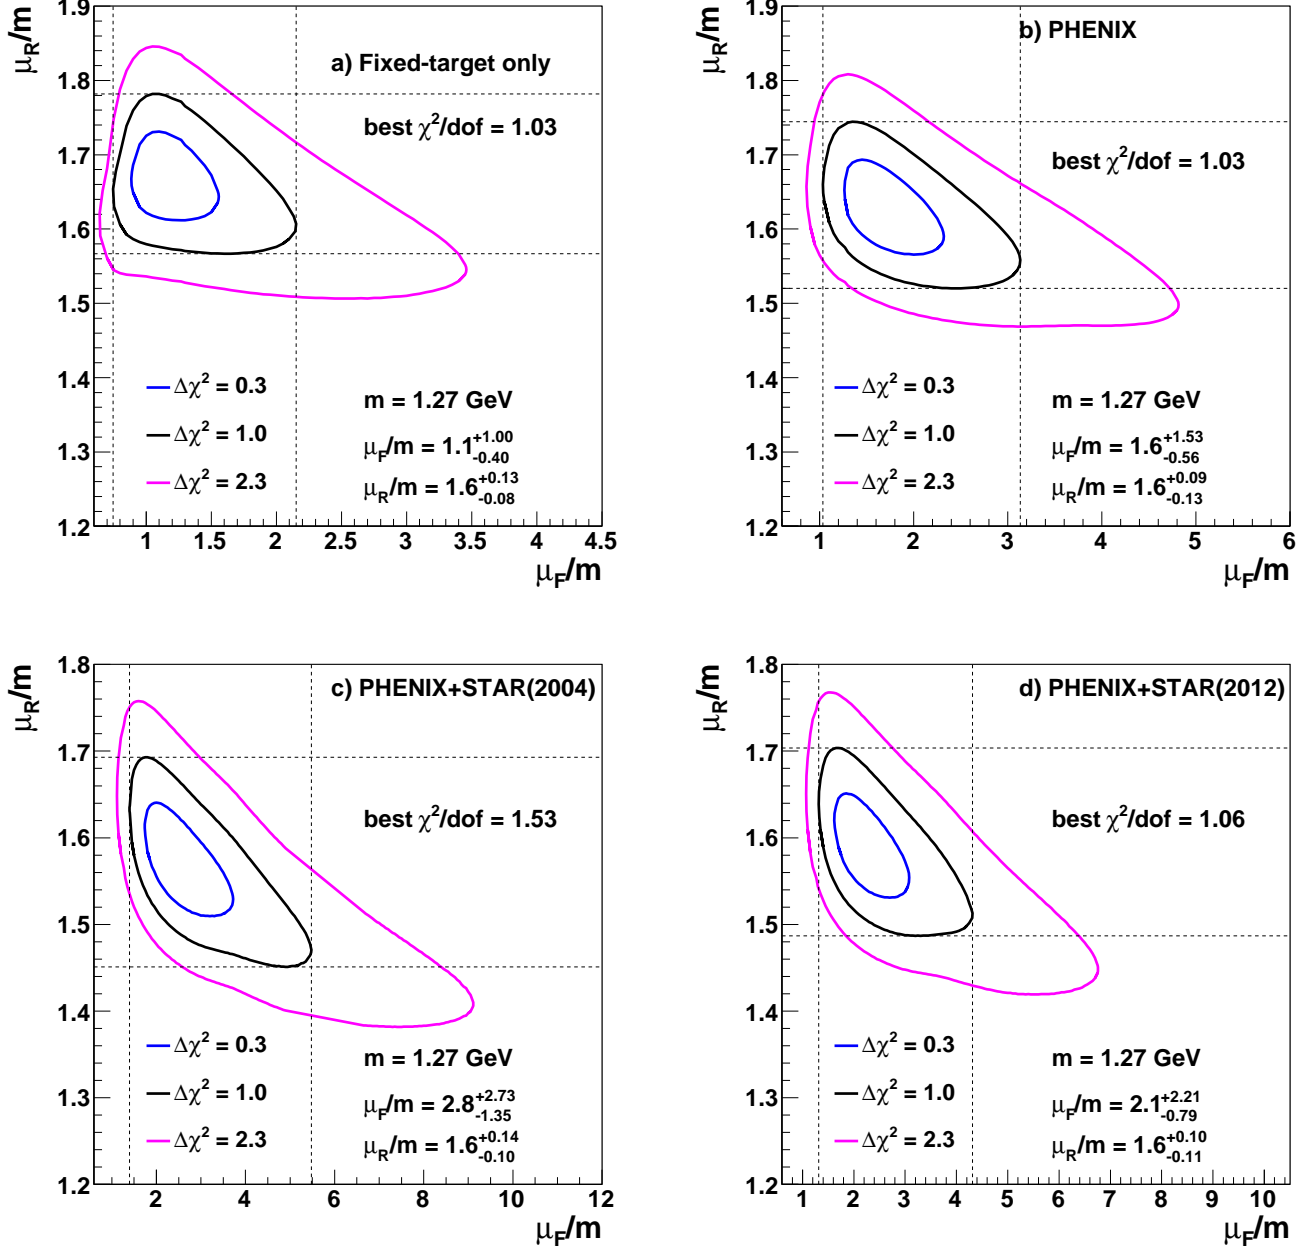 μR/m
1.9
1.8
1.7
1.6
1.5
1.4
1.3
1.2
a) Fixed-target only
best χ²/dof = 1.03
Δχ² = 0.3
Δχ² = 1.0
Δχ² = 2.3
m = 1.27 GeV
μF/m = 1.1 +1.00 -0.40
μR/m = 1.6 +0.13 -0.08
1 1.5 2 2.5 3 3.5 4 4.5
μF/m
μR/m
1.9
1.8
1.7
1.6
1.5
1.4
1.3
1.2
b) PHENIX
best χ²/dof = 1.03
Δχ² = 0.3
Δχ² = 1.0
Δχ² = 2.3
m = 1.27 GeV
μF/m = 1.6 +1.53 -0.56
μR/m = 1.6 +0.09 -0.13
1 2 3 4 5 6
μF/m
μR/m
1.8
1.7
1.6
1.5
1.4
1.3
1.2
c) PHENIX+STAR(2004)
best χ²/dof = 1.53
Δχ² = 0.3
Δχ² = 1.0
Δχ² = 2.3
m = 1.27 GeV
μF/m = 2.8 +2.73 -1.35
μR/m = 1.6 +0.14 -0.10
2 4 6 8 10 12
μF/m
μR/m
1.8
1.7
1.6
1.5
1.4
1.3
1.2
d) PHENIX+STAR(2012)
best χ²/dof = 1.06
Δχ² = 0.3
Δχ² = 1.0
Δχ² = 2.3
m = 1.27 GeV
μF/m = 2.1 +2.21 -0.79
μR/m = 1.6 +0.10 -0.11
1 2 3 4 5 6 7 8 9 10
μF/m